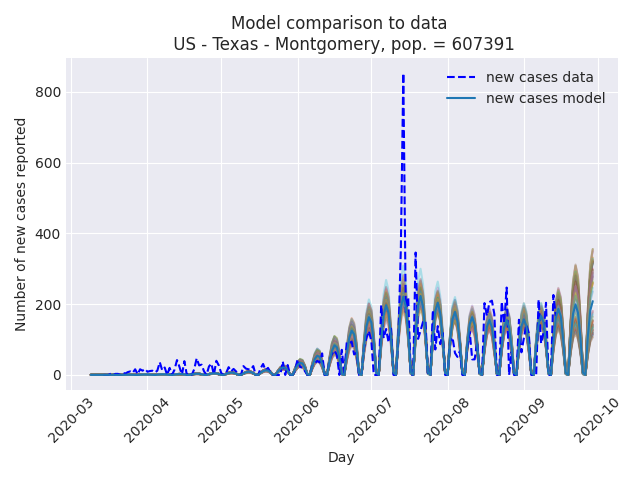 Model comparison to data
US - Texas - Montgomery, pop. = 607391
new cases data
new cases model
Number of new cases reported
800
600
400
200
0
2020-03
2020-04
2020-05
2020-06
2020-07
2020-08
2020-09
2020-10
Day